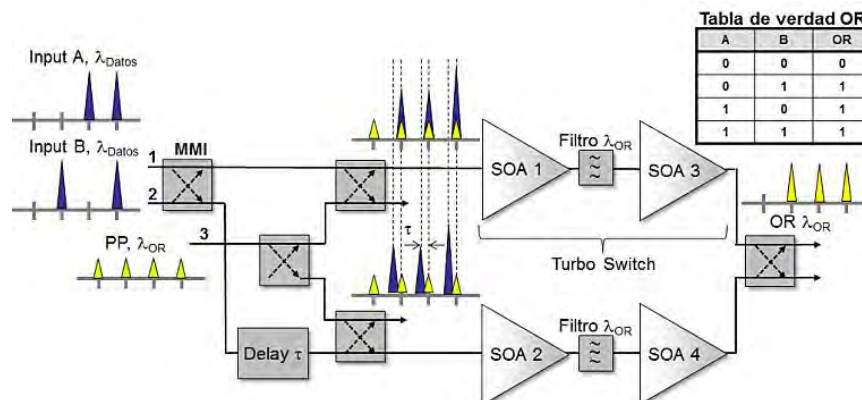 Input A, λDatos
Input B, λDatos
1
MMI
2
3
PP, λOR
Delay τ
τ
SOA 1
Filtro λOR
SOA 3
Turbo Switch
SOA 2
Filtro λOR
SOA 4
Tabla de verdad OR
A B OR
0 0 0
0 1 1
1 0 1
1 1 1
OR λOR